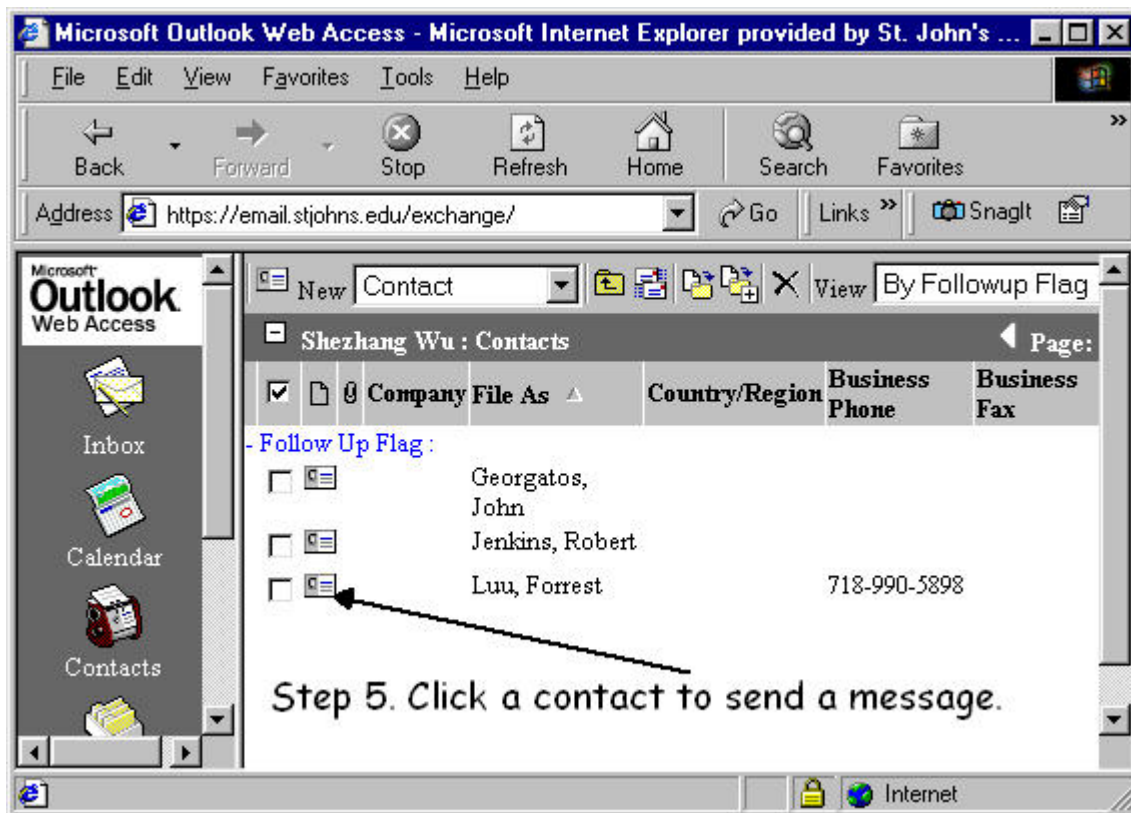 Microsoft Outlook Web Access - Microsoft Internet Explorer provided by St. John's ...
File Edit View Favorites Tools Help
Back Forward Stop Refresh Home Search Favorites »
Address https://email.stjohns.edu/exchange/ Go Links » SnagIt
Microsoft
Outlook
Web Access
Inbox
Calendar
Contacts
New Contact View By Followup Flag
Shezhang Wu : Contacts Page:
Company File As Country/Region Business Phone Business Fax
- Follow Up Flag :
Georgatos,
John
Jenkins, Robert
Luu, Forrest 718-990-5898
Step 5. Click a contact to send a message.
Internet